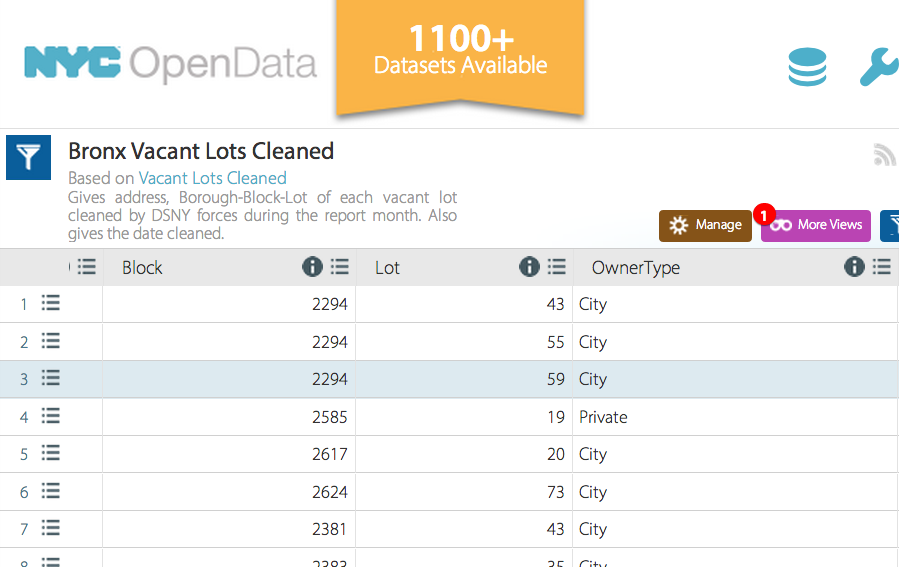 NYC OpenData
1100+
Datasets Available
Bronx Vacant Lots Cleaned
Based on Vacant Lots Cleaned
Gives address, Borough-Block-Lot of each vacant lot
cleaned by DSNY forces during the report month. Also
gives the date cleaned.
Manage
1
More Views
Block Lot OwnerType
1 2294 43 City
2 2294 55 City
3 2294 59 City
4 2585 19 Private
5 2617 20 City
6 2624 73 City
7 2381 43 City
8 2383 35 City